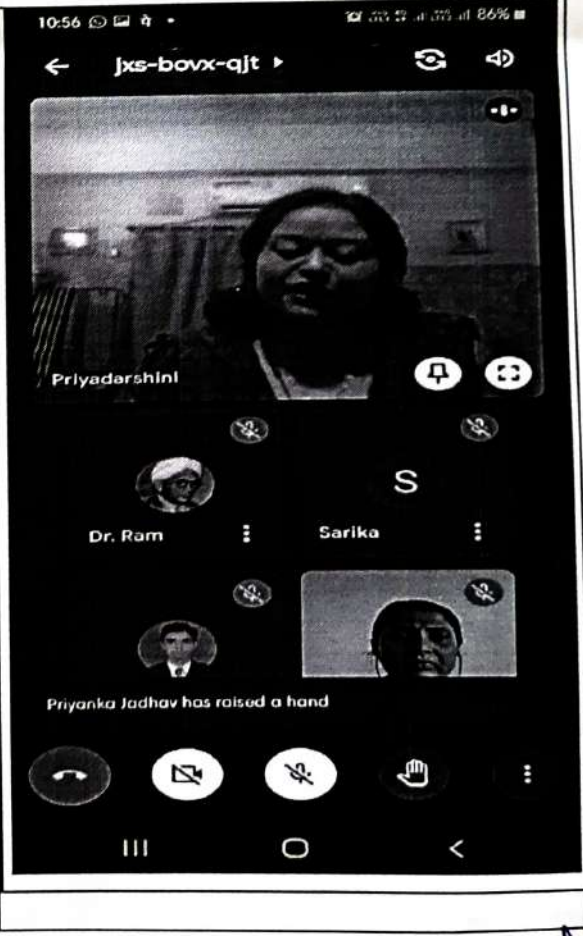 10:56 पे 86%
jxs-bovx-qjt
Priyadarshini
S
Dr. Ram Sarika
Priyanka Jadhav has raised a hand